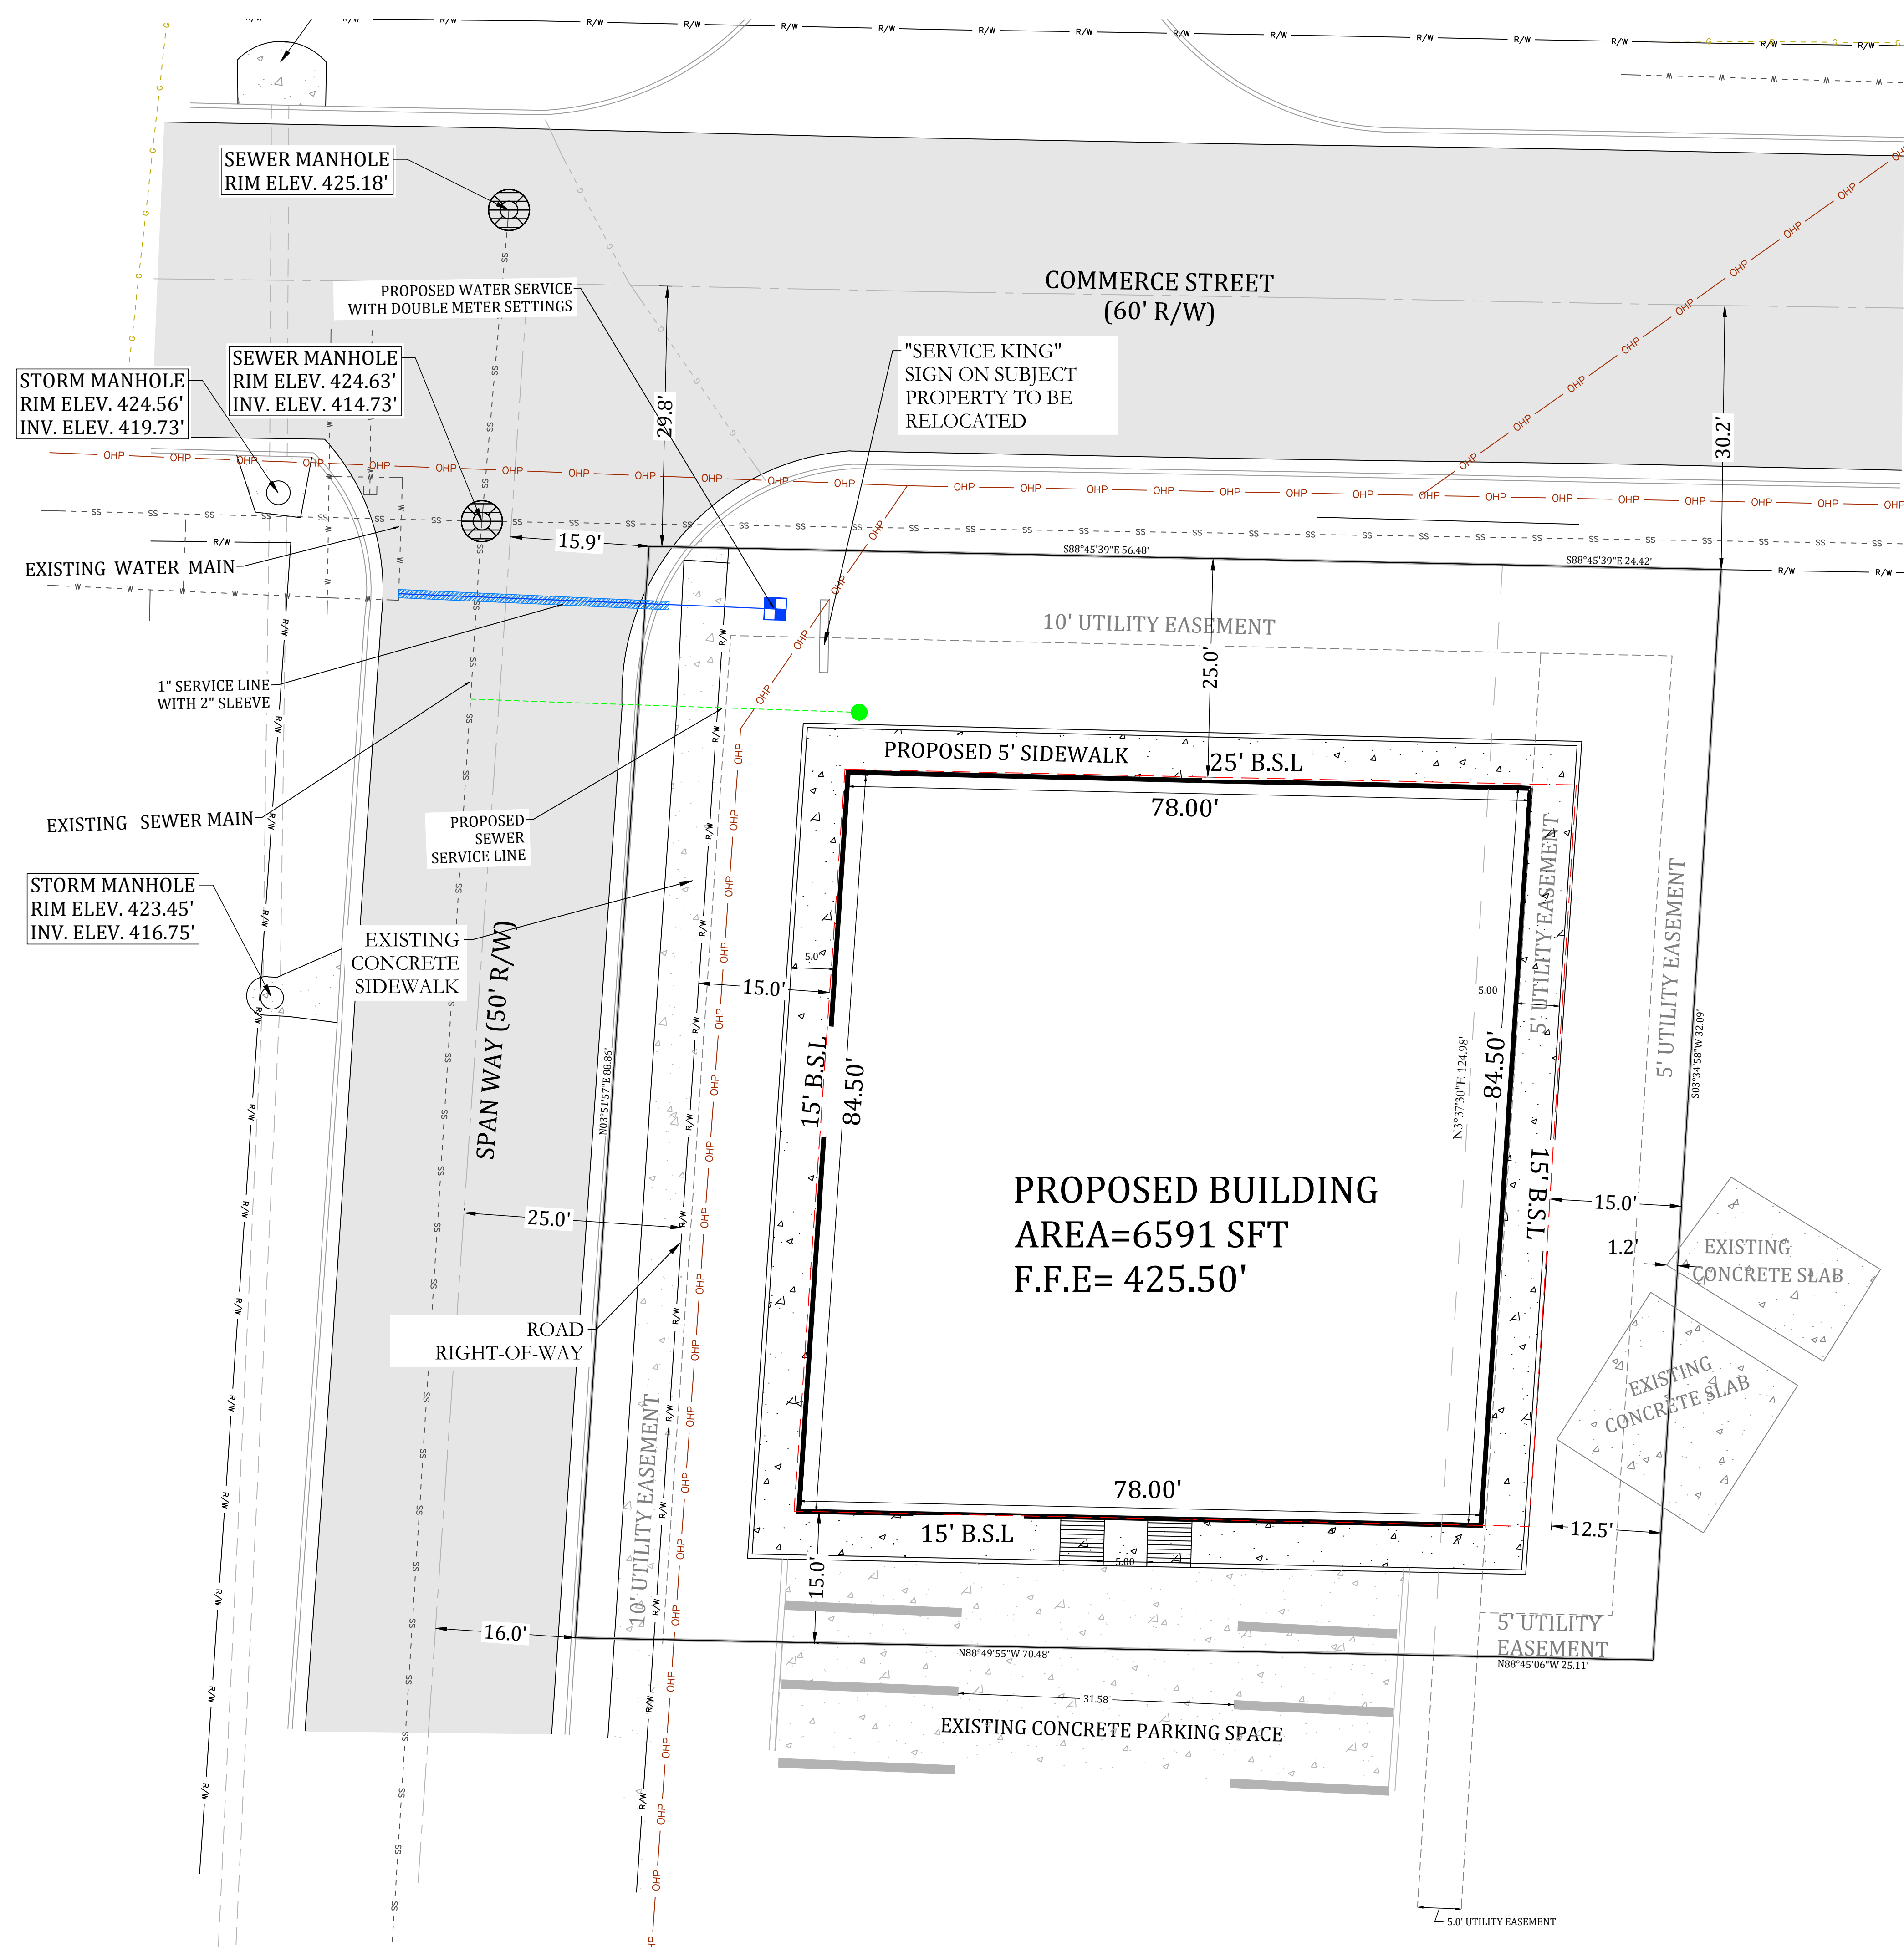 SEWER MANHOLE
RIM ELEV. 425.18'
PROPOSED WATER SERVICE
WITH DOUBLE METER SETTINGS
COMMERCE STREET
(60' R/W)
SEWER MANHOLE
RIM ELEV. 424.63'
INV. ELEV. 414.73'
STORM MANHOLE
RIM ELEV. 424.56'
INV. ELEV. 419.73'
29.8'
"SERVICE KING"
SIGN ON SUBJECT
PROPERTY TO BE
RELOCATED
30.2'
15.9'
S88°45'39"E 56.48'
S88°45'39"E 24.42'
EXISTING WATER MAIN
10' UTILITY EASEMENT
25.0'
1" SERVICE LINE
WITH 2" SLEEVE
PROPOSED 5' SIDEWALK
25' B.S.L
78.00'
EXISTING SEWER MAIN
PROPOSED
SEWER
SERVICE LINE
STORM MANHOLE
RIM ELEV. 423.45'
INV. ELEV. 416.75'
EXISTING
CONCRETE
SIDEWALK
SPAN WAY (50' R/W)
5.0'
15.0'
5.00
5' UTILITY EASEMENT
5' UTILITY EASEMENT
15' B.S.L
84.50'
N03°51'57"E 88.86'
N3°37'30"E 124.98'
84.50'
S03°34'58"W 32.09'
15' B.S.L
15.0'
1.2'
EXISTING
CONCRETE SLAB
PROPOSED BUILDING
AREA=6591 SFT
F.F.E= 425.50'
25.0'
ROAD
RIGHT-OF-WAY
EXISTING
CONCRETE SLAB
10' UTILITY EASEMENT
78.00'
15' B.S.L
12.5'
5.00
15.0'
16.0'
5' UTILITY
EASEMENT
N88°49'55"W 70.48'
N88°45'06"W 25.11'
31.58
EXISTING CONCRETE PARKING SPACE
5.0' UTILITY EASEMENT
R/W
OHP
SS
W
G